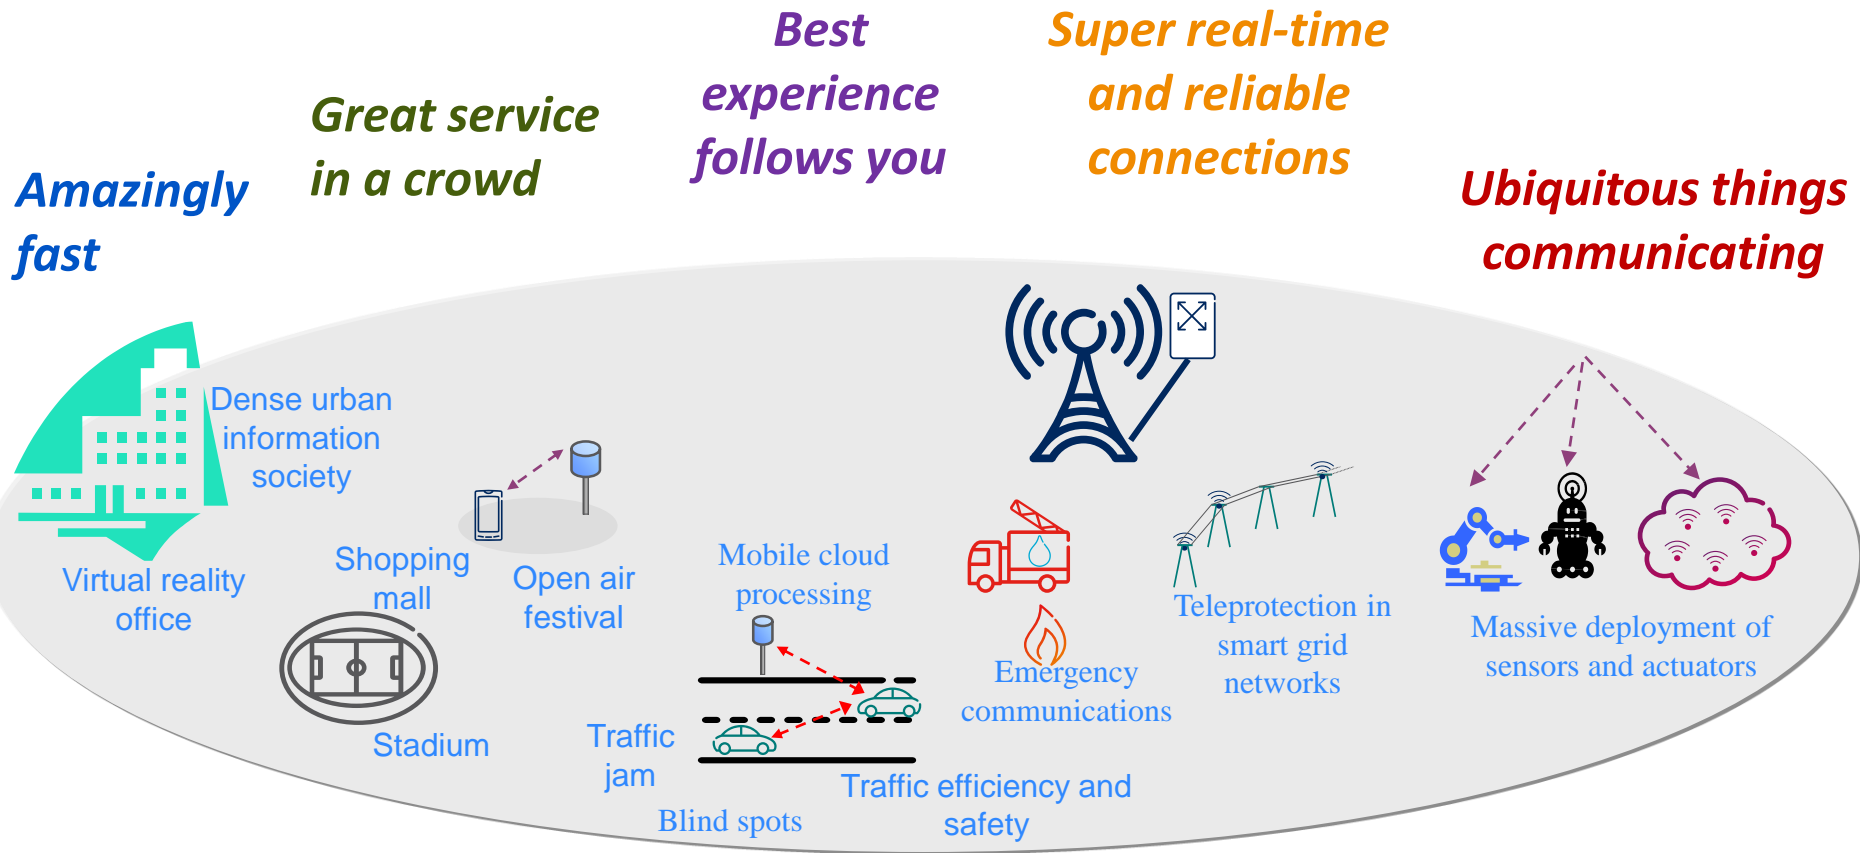 Amazingly
fast
Great service
in a crowd
Best
experience
follows you
Super real-time
and reliable
connections
Ubiquitous things
communicating
Dense urban
information
society
Virtual reality
office
Shopping
mall
Open air
festival
Stadium
Mobile cloud
processing
Traffic
jam
Blind spots
Traffic efficiency and
safety
Emergency
communications
Teleprotection in
smart grid
networks
Massive deployment of
sensors and actuators